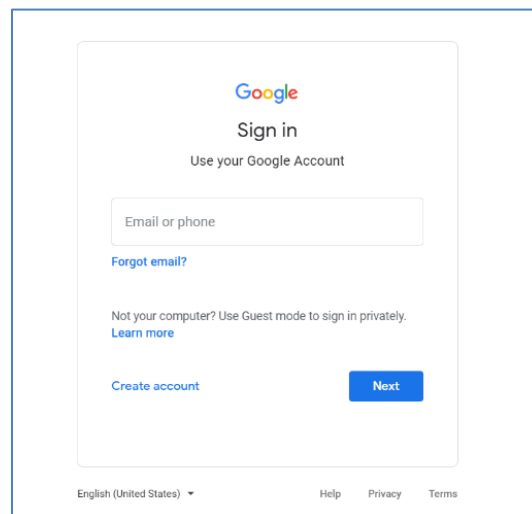 Google
Sign in
Use your Google Account
Email or phone
Forgot email?
Not your computer? Use Guest mode to sign in privately.
Learn more
Create account
Next
English (United States)
Help
Privacy
Terms